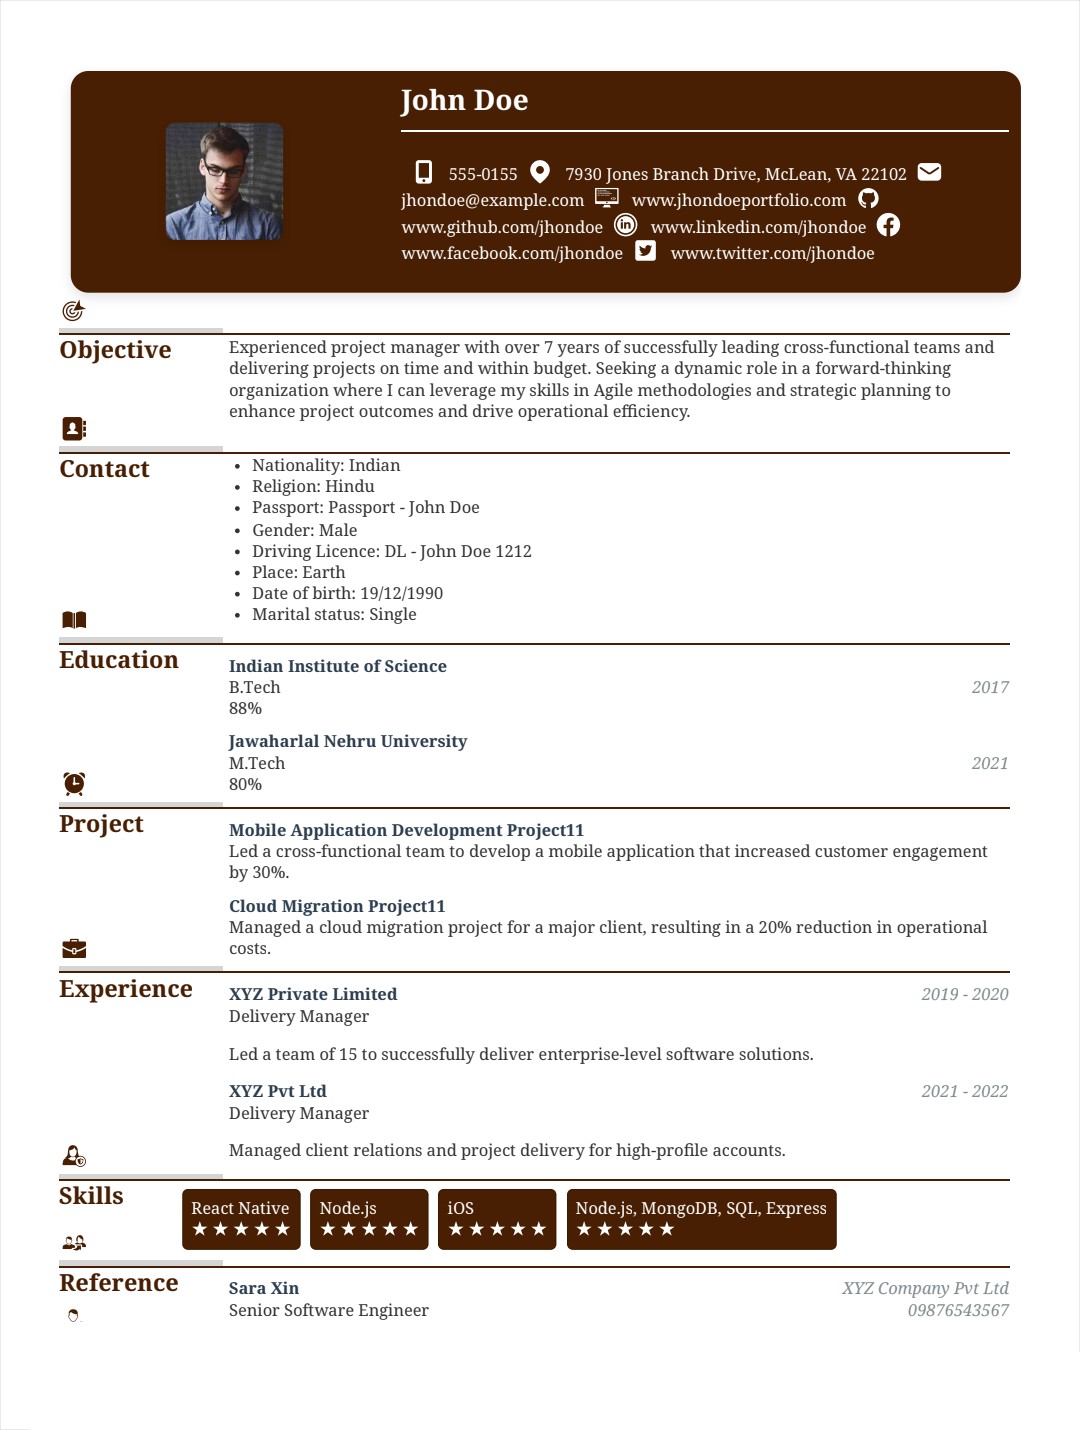 John Doe
555-0155 7930 Jones Branch Drive, McLean, VA 22102
jhondoe@example.com www.jhondoeportfolio.com
www.github.com/jhondoe www.linkedin.com/jhondoe
www.facebook.com/jhondoe www.twitter.com/jhondoe
Objective
Experienced project manager with over 7 years of successfully leading cross-functional teams and
delivering projects on time and within budget. Seeking a dynamic role in a forward-thinking
organization where I can leverage my skills in Agile methodologies and strategic planning to
enhance project outcomes and drive operational efficiency.
Contact
• Nationality: Indian
• Religion: Hindu
• Passport: Passport - John Doe
• Gender: Male
• Driving Licence: DL - John Doe 1212
• Place: Earth
• Date of birth: 19/12/1990
• Marital status: Single
Education
Indian Institute of Science
B.Tech 2017
88%
Jawaharlal Nehru University
M.Tech 2021
80%
Project
Mobile Application Development Project11
Led a cross-functional team to develop a mobile application that increased customer engagement
by 30%.
Cloud Migration Project11
Managed a cloud migration project for a major client, resulting in a 20% reduction in operational
costs.
Experience
XYZ Private Limited 2019 - 2020
Delivery Manager
Led a team of 15 to successfully deliver enterprise-level software solutions.
XYZ Pvt Ltd 2021 - 2022
Delivery Manager
Managed client relations and project delivery for high-profile accounts.
Skills
React Native Node.js iOS Node.js, MongoDB, SQL, Express
★★★★★ ★★★★★ ★★★★★ ★★★★★
Reference
Sara Xin XYZ Company Pvt Ltd
Senior Software Engineer 09876543567